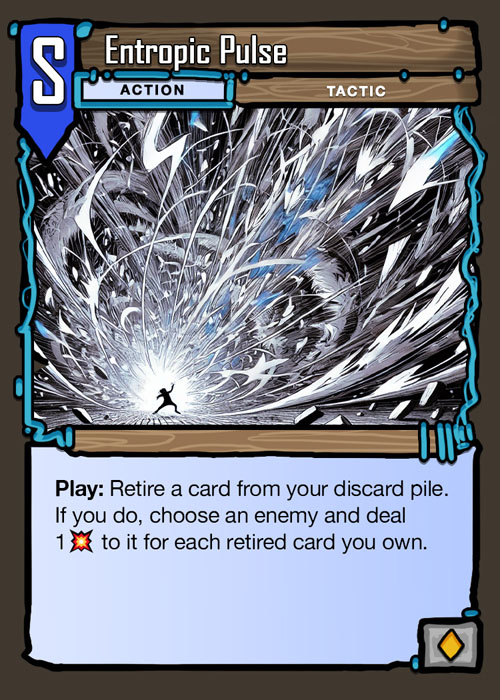 S
Entropic Pulse
ACTION
TACTIC
Play: Retire a card from your discard pile.
If you do, choose an enemy and deal
1💥 to it for each retired card you own.